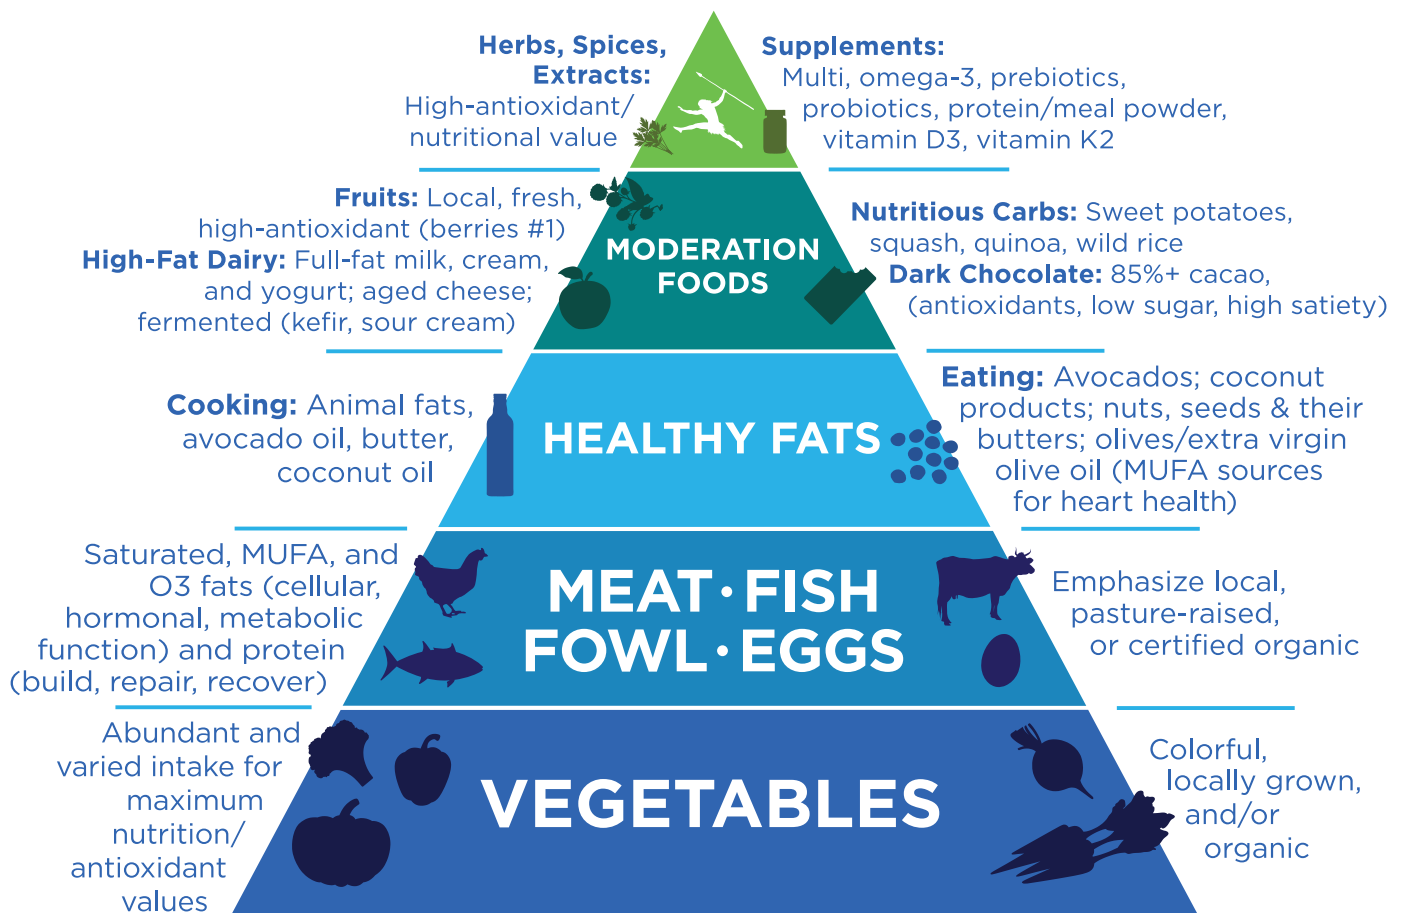 Herbs, Spices,
Extracts:
High-antioxidant/
nutritional value
Supplements:
Multi, omega-3, prebiotics,
probiotics, protein/meal powder,
vitamin D3, vitamin K2
Fruits: Local, fresh,
high-antioxidant (berries #1)
High-Fat Dairy: Full-fat milk, cream,
and yogurt; aged cheese;
fermented (kefir, sour cream)
MODERATION
FOODS
Nutritious Carbs: Sweet potatoes,
squash, quinoa, wild rice
Dark Chocolate: 85%+ cacao,
(antioxidants, low sugar, high satiety)
Cooking: Animal fats,
avocado oil, butter,
coconut oil
HEALTHY FATS
Eating: Avocados; coconut
products; nuts, seeds & their
butters; olives/extra virgin
olive oil (MUFA sources
for heart health)
Saturated, MUFA, and
O3 fats (cellular,
hormonal, metabolic
function) and protein
(build, repair, recover)
MEAT • FISH
FOWL • EGGS
Emphasize local,
pasture-raised,
or certified organic
Abundant and
varied intake for
maximum
nutrition/
antioxidant
values
VEGETABLES
Colorful,
locally grown,
and/or
organic